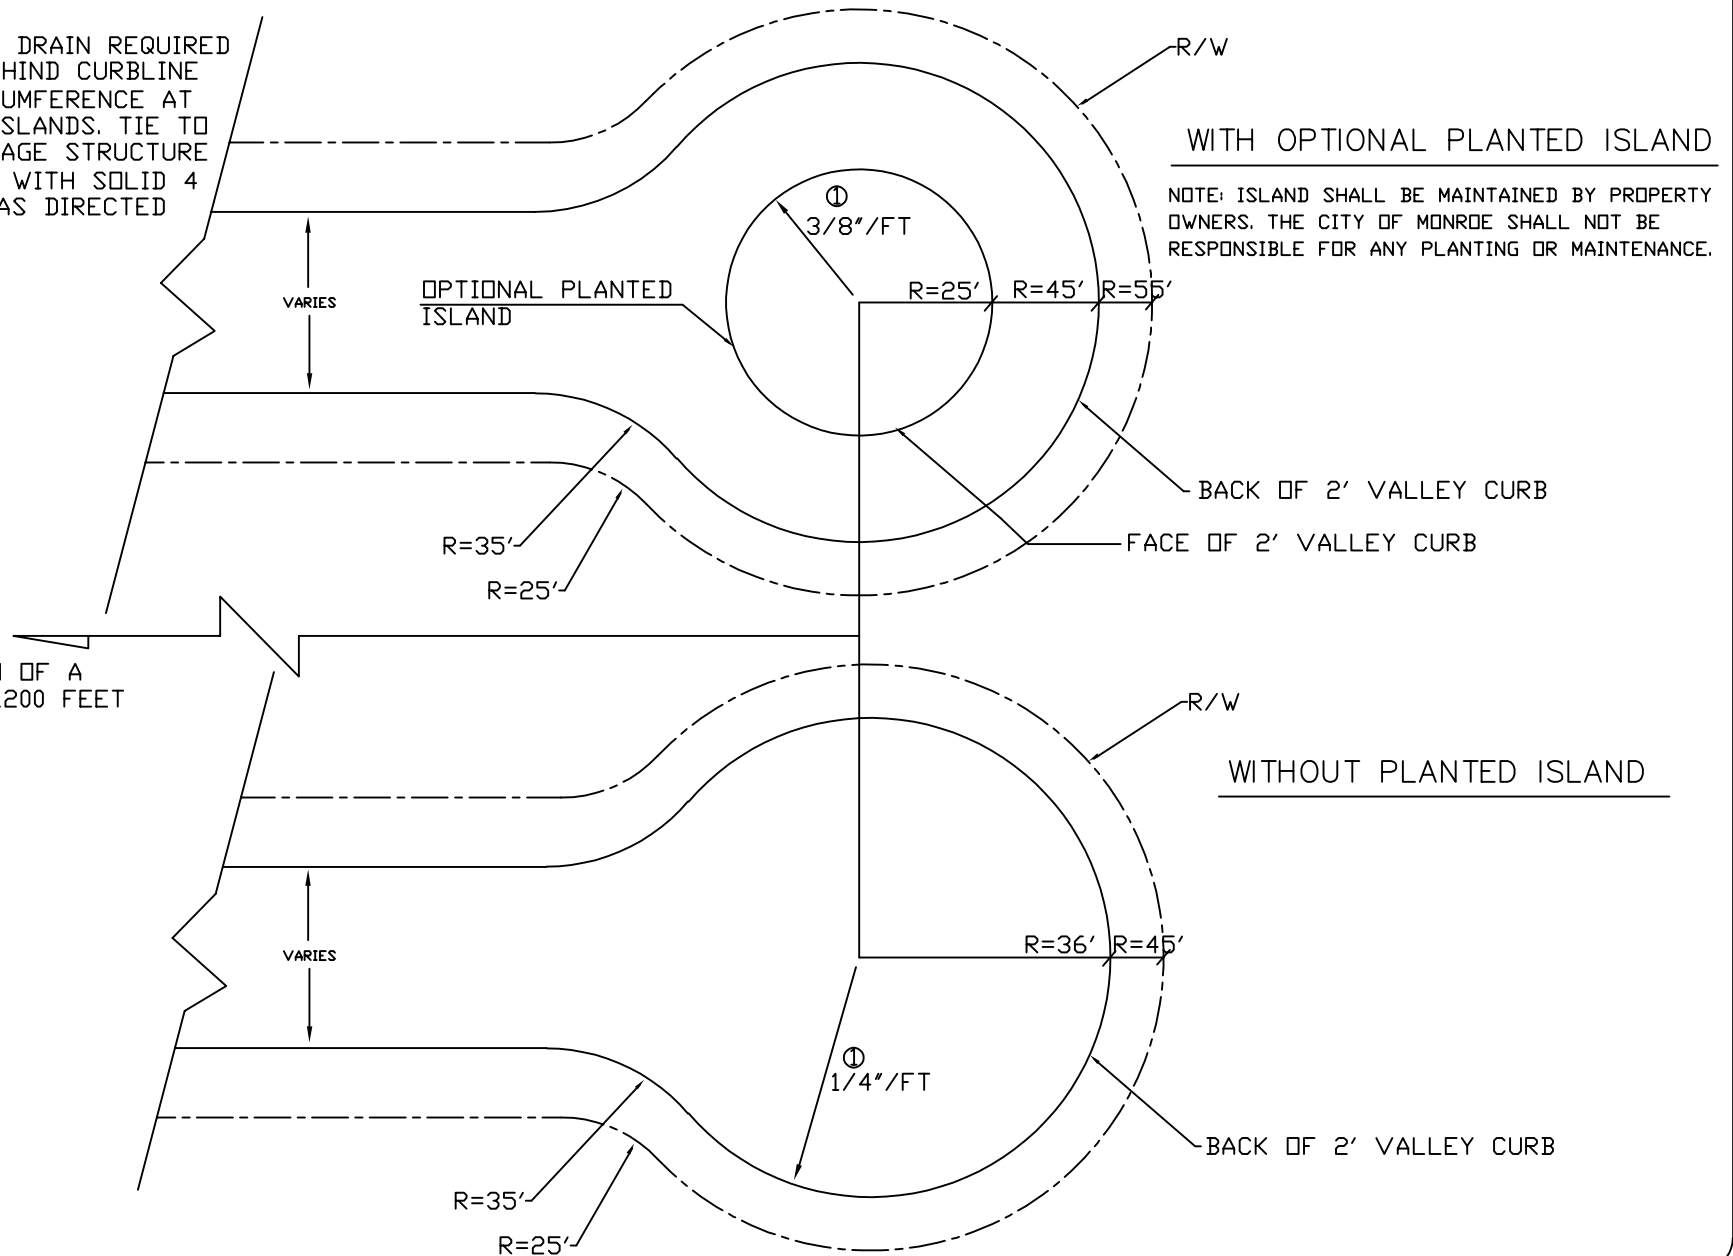 DRAIN REQUIRED
HIND CURBLINE
UMFERENCE AT
SLANDS. TIE TO
AGE STRUCTURE
WITH SOLID 4
AS DIRECTED
R/W
WITH OPTIONAL PLANTED ISLAND
NOTE: ISLAND SHALL BE MAINTAINED BY PROPERTY
OWNERS. THE CITY OF MONROE SHALL NOT BE
RESPONSIBLE FOR ANY PLANTING OR MAINTENANCE.
①
3/8"/FT
VARIES
OPTIONAL PLANTED
ISLAND
R=25' R=45' R=55'
BACK OF 2' VALLEY CURB
FACE OF 2' VALLEY CURB
R=35'
R=25'
OF A
200 FEET
R/W
WITHOUT PLANTED ISLAND
VARIES
R=36' R=45'
①
1/4"/FT
BACK OF 2' VALLEY CURB
R=35'
R=25'